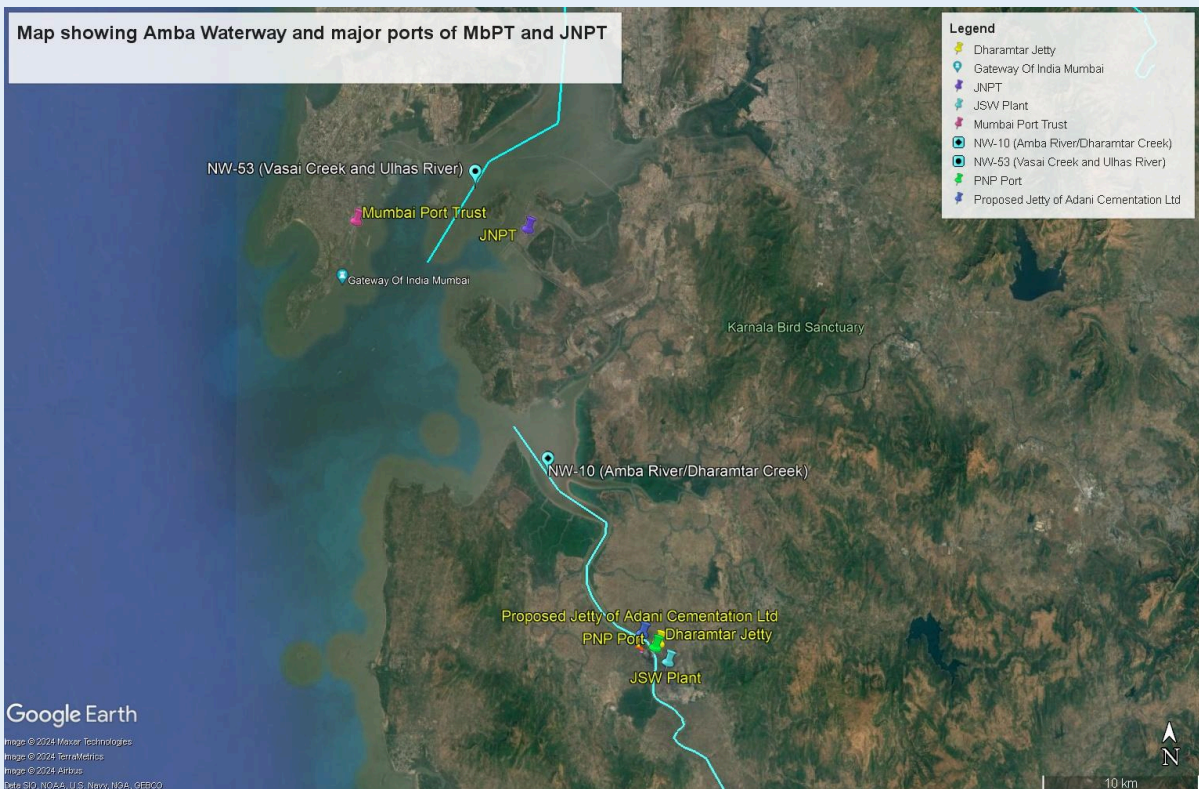 Map showing Amba Waterway and major ports of MbPT and JNPT
Legend
Dharamtar Jetty
Gateway Of India Mumbai
JNPT
JSW Plant
Mumbai Port Trust
NW-10 (Amba River/Dharamtar Creek)
NW-53 (Vasai Creek and Ulhas River)
PNP Port
Proposed Jetty of Adani Cementation Ltd
NW-53 (Vasai Creek and Ulhas River)
Mumbai Port Trust
JNPT
Gateway Of India Mumbai
Karnala Bird Sanctuary
NW-10 (Amba River/Dharamtar Creek)
Proposed Jetty of Adani Cementation Ltd
PNP Port
Dharamtar Jetty
JSW Plant
Google Earth
Image © 2024 Maxar Technologies
Image © 2024 TerraMetrics
Image © 2024 Airbus
Data SIO, NOAA, U.S. Navy, NGA, GEBCO
N
10 km